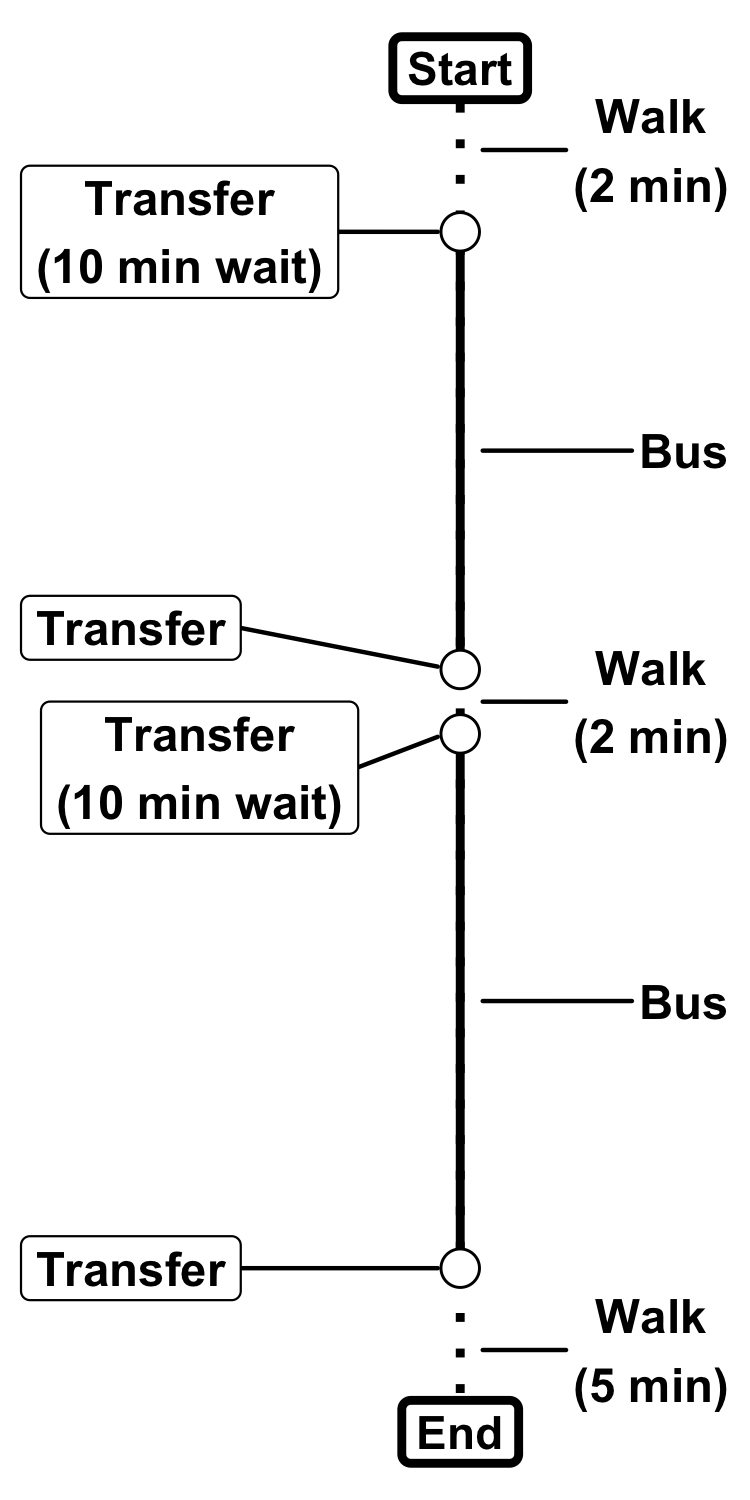 Start
Walk
(2 min)
Transfer
(10 min wait)
Bus
Transfer
Walk
(2 min)
Transfer
(10 min wait)
Bus
Transfer
Walk
(5 min)
End